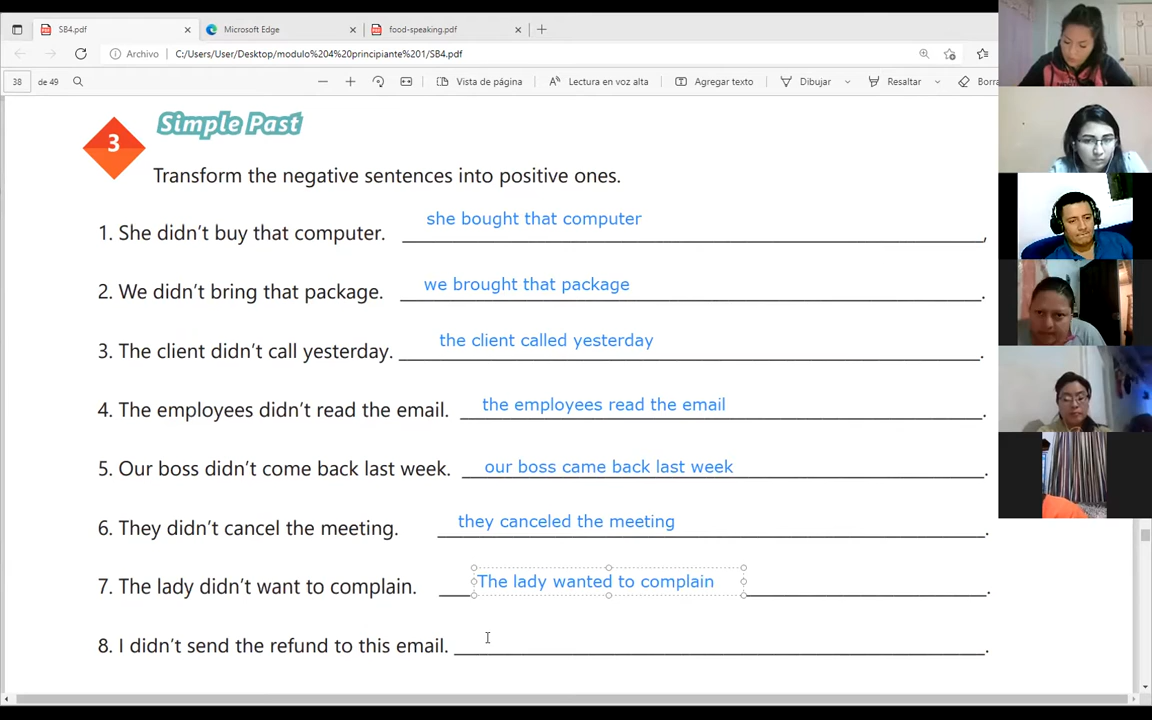 SB4.pdf
Microsoft Edge
food-speaking.pdf
Archivo
C:/Users/User/Desktop/modulo%204%20principiante%201/SB4.pdf
38 de 49
Vista de página
Lectura en voz alta
Agregar texto
Dibujar
Resaltar
Borra
3 Simple Past
Transform the negative sentences into positive ones.
1. She didn't buy that computer. she bought that computer
2. We didn't bring that package. we brought that package.
3. The client didn't call yesterday. the client called yesterday.
4. The employees didn't read the email. the employees read the email.
5. Our boss didn't come back last week. our boss came back last week.
6. They didn't cancel the meeting. they canceled the meeting.
7. The lady didn't want to complain. The lady wanted to complain.
8. I didn't send the refund to this email. .